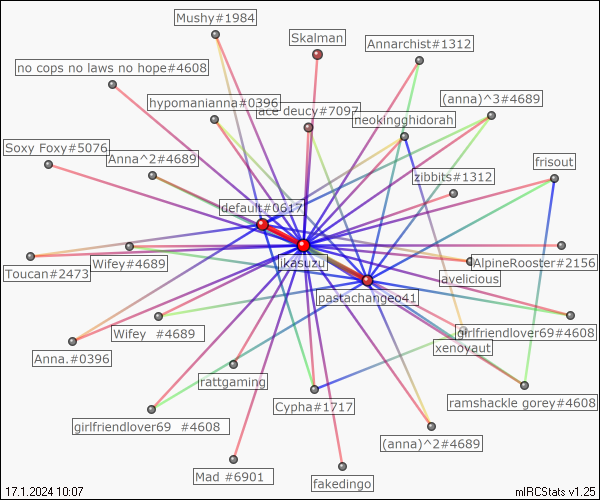 Mushy#1984
Skalman
Annarchist#1312
no cops no laws no hope#4608
hypomanianna#0396
ace deucy#7097
(anna)^3#4689
neokingghidorah
Soxy Foxy#5076
Anna^2#4689
frisout
zibbits#1312
default#0617
Toucan#2473
Wifey#4689
ikasuzu
AlpineRooster#2156
avelicious
pastachangeo41
Wifey #4689
girlfriendlover69#4608
xenovaut
Anna.#0396
rattgaming
Cypha#1717
ramshackle gorey#4608
girlfriendlover69 #4608
(anna)^2#4689
Mad #6901
fakedingo
17.1.2024 10:07
mIRCStats v1.25